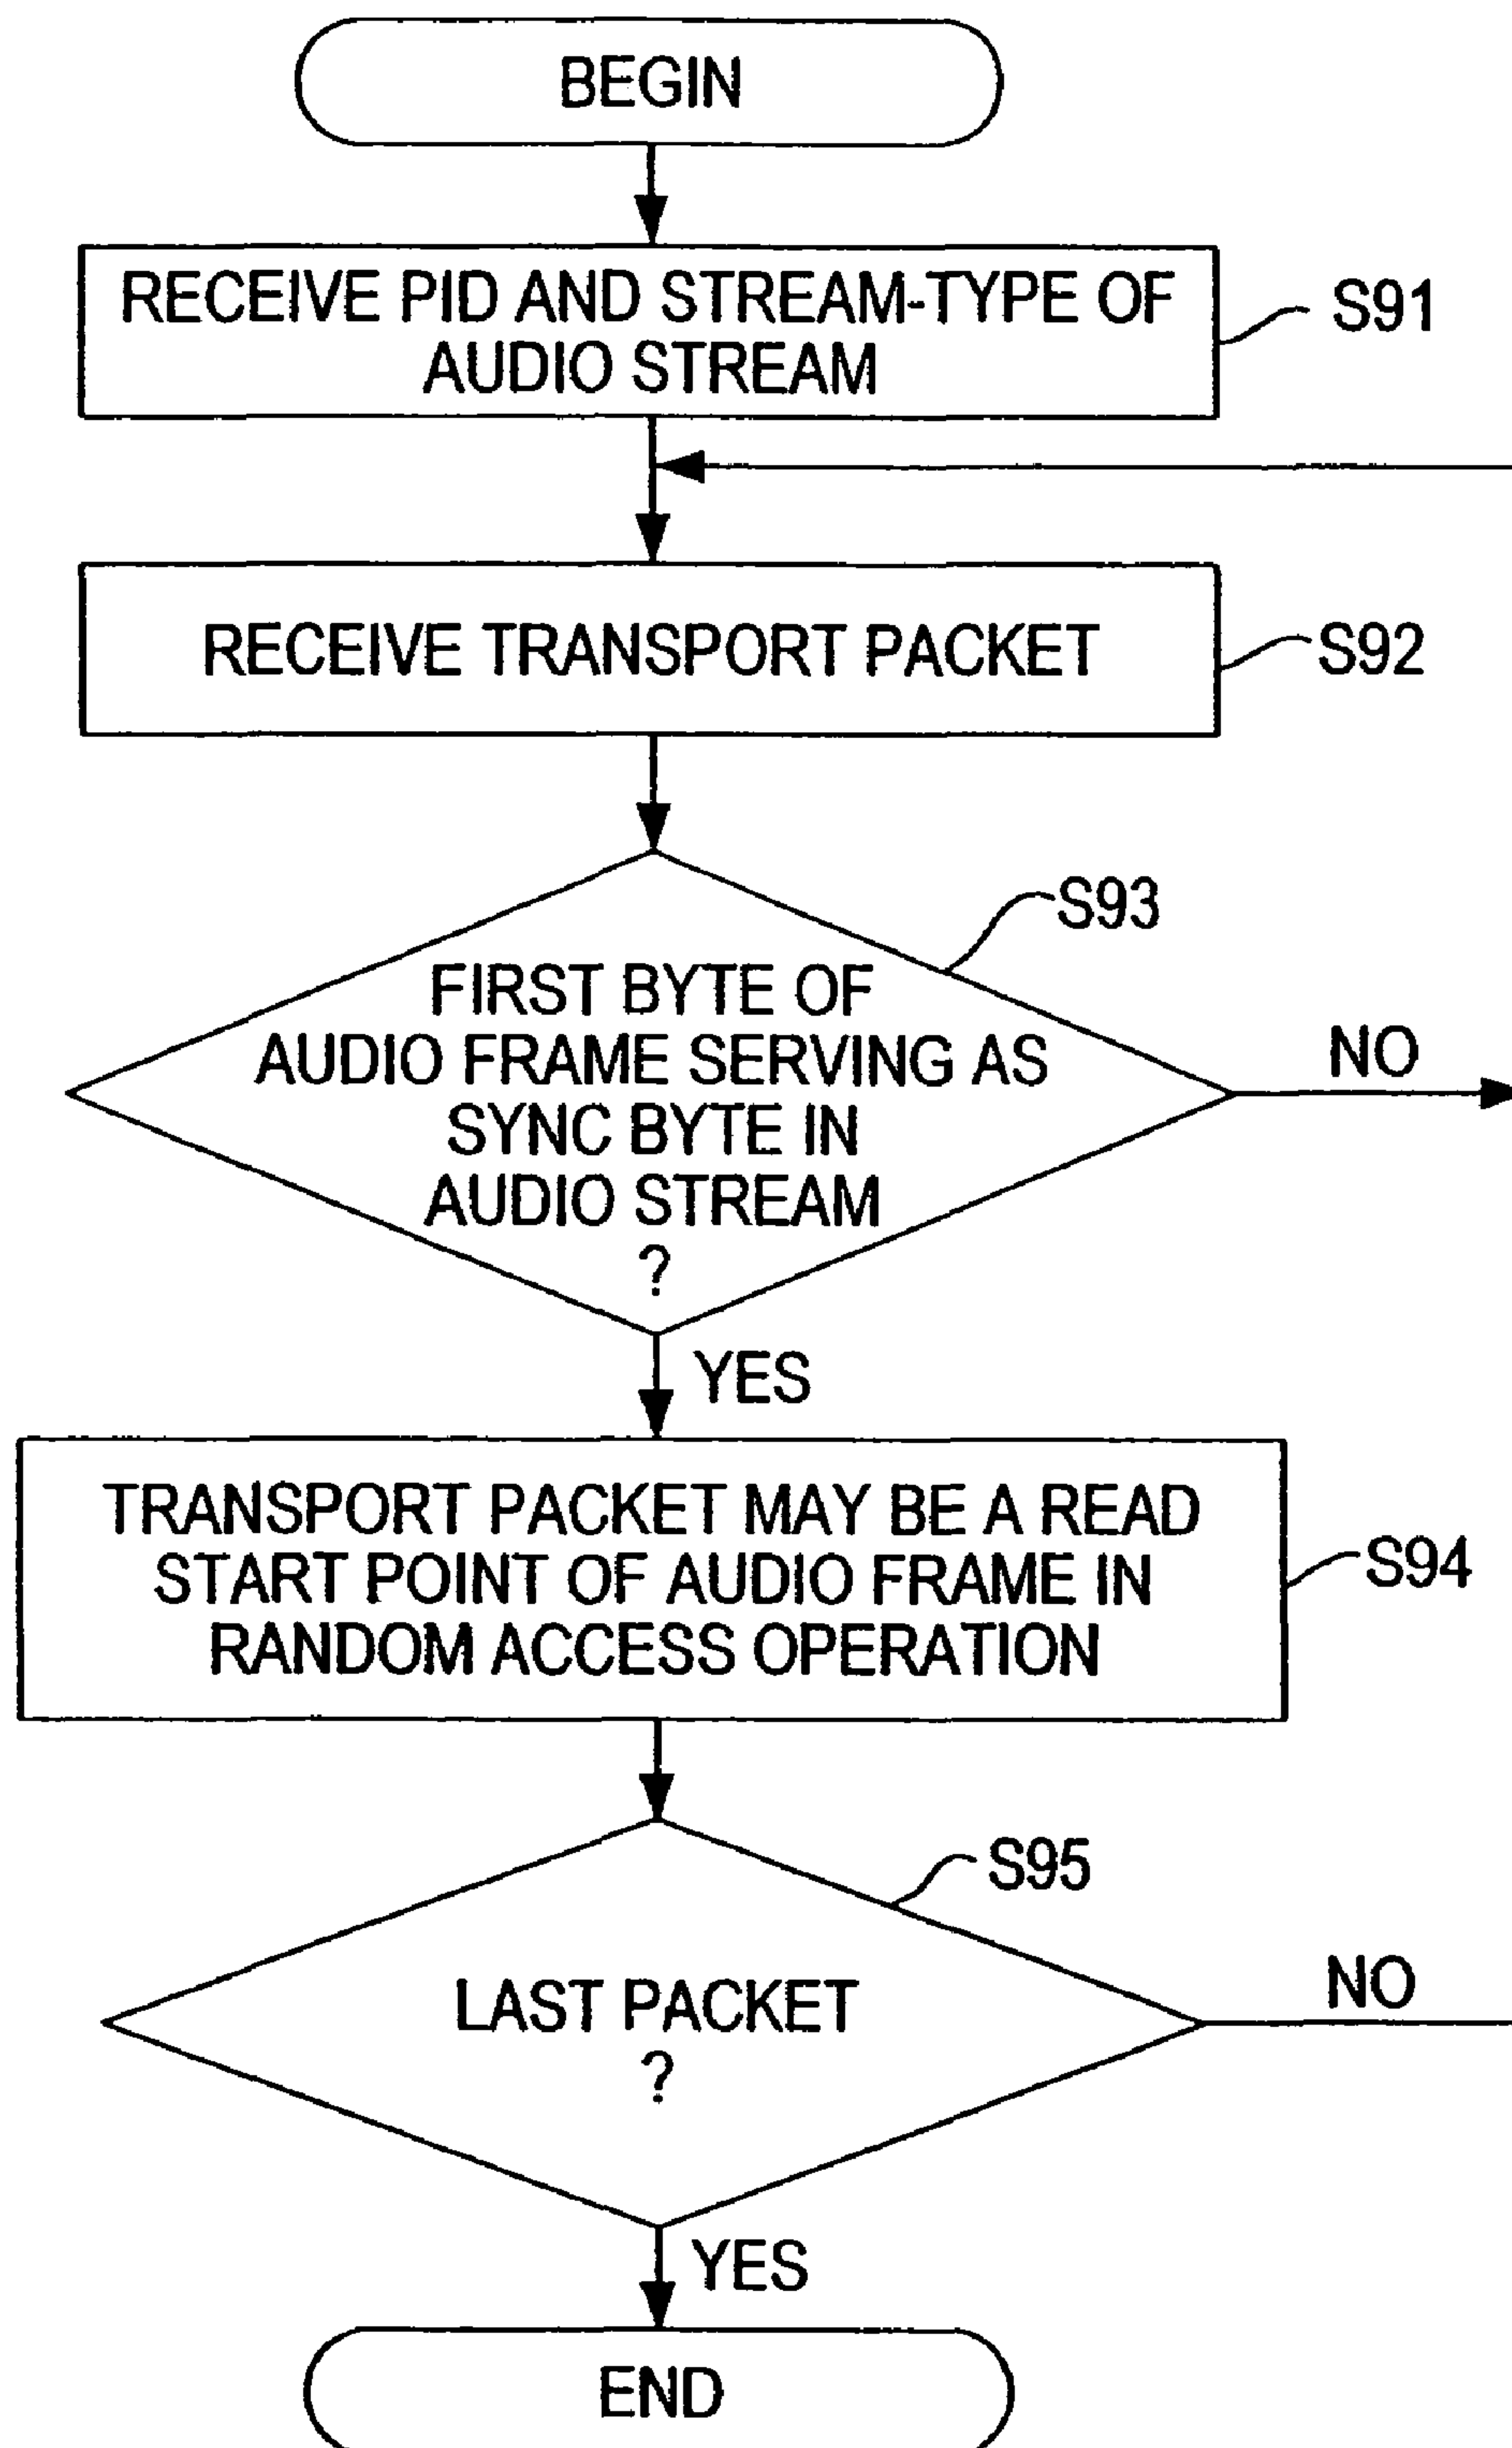 BEGIN
RECEIVE PID AND STREAM-TYPE OF
AUDIO STREAM
S91
RECEIVE TRANSPORT PACKET
S92
S93
FIRST BYTE OF
AUDIO FRAME SERVING AS
SYNC BYTE IN
AUDIO STREAM
?
NO
YES
TRANSPORT PACKET MAY BE A READ
START POINT OF AUDIO FRAME IN
RANDOM ACCESS OPERATION
S94
S95
LAST PACKET
?
NO
YES
END